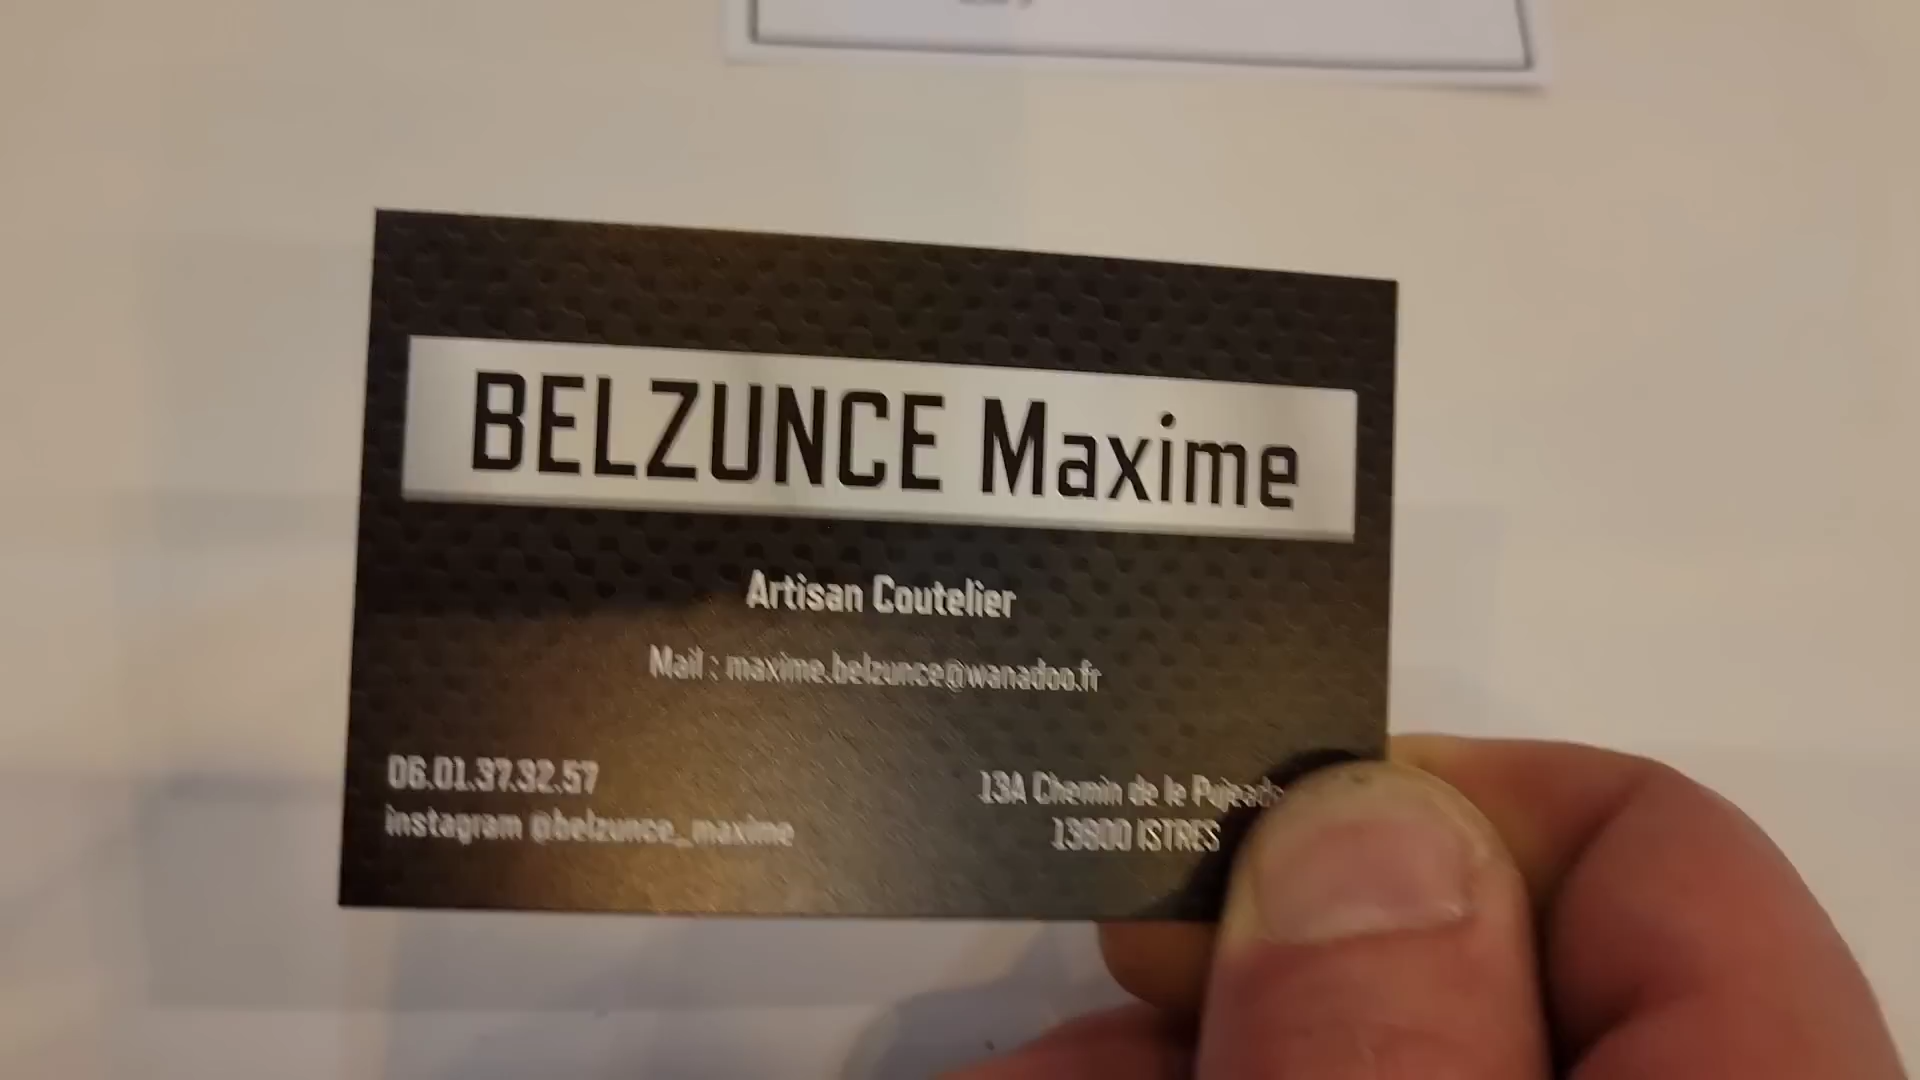 BELZUNCE Maxime
Artisan Coutelier
Mail : maxime.belzunce@wanadoo.fr
06.01.37.32.57
instagram @belzunce_maxime
13A Chemin de le
13800 ISTRES